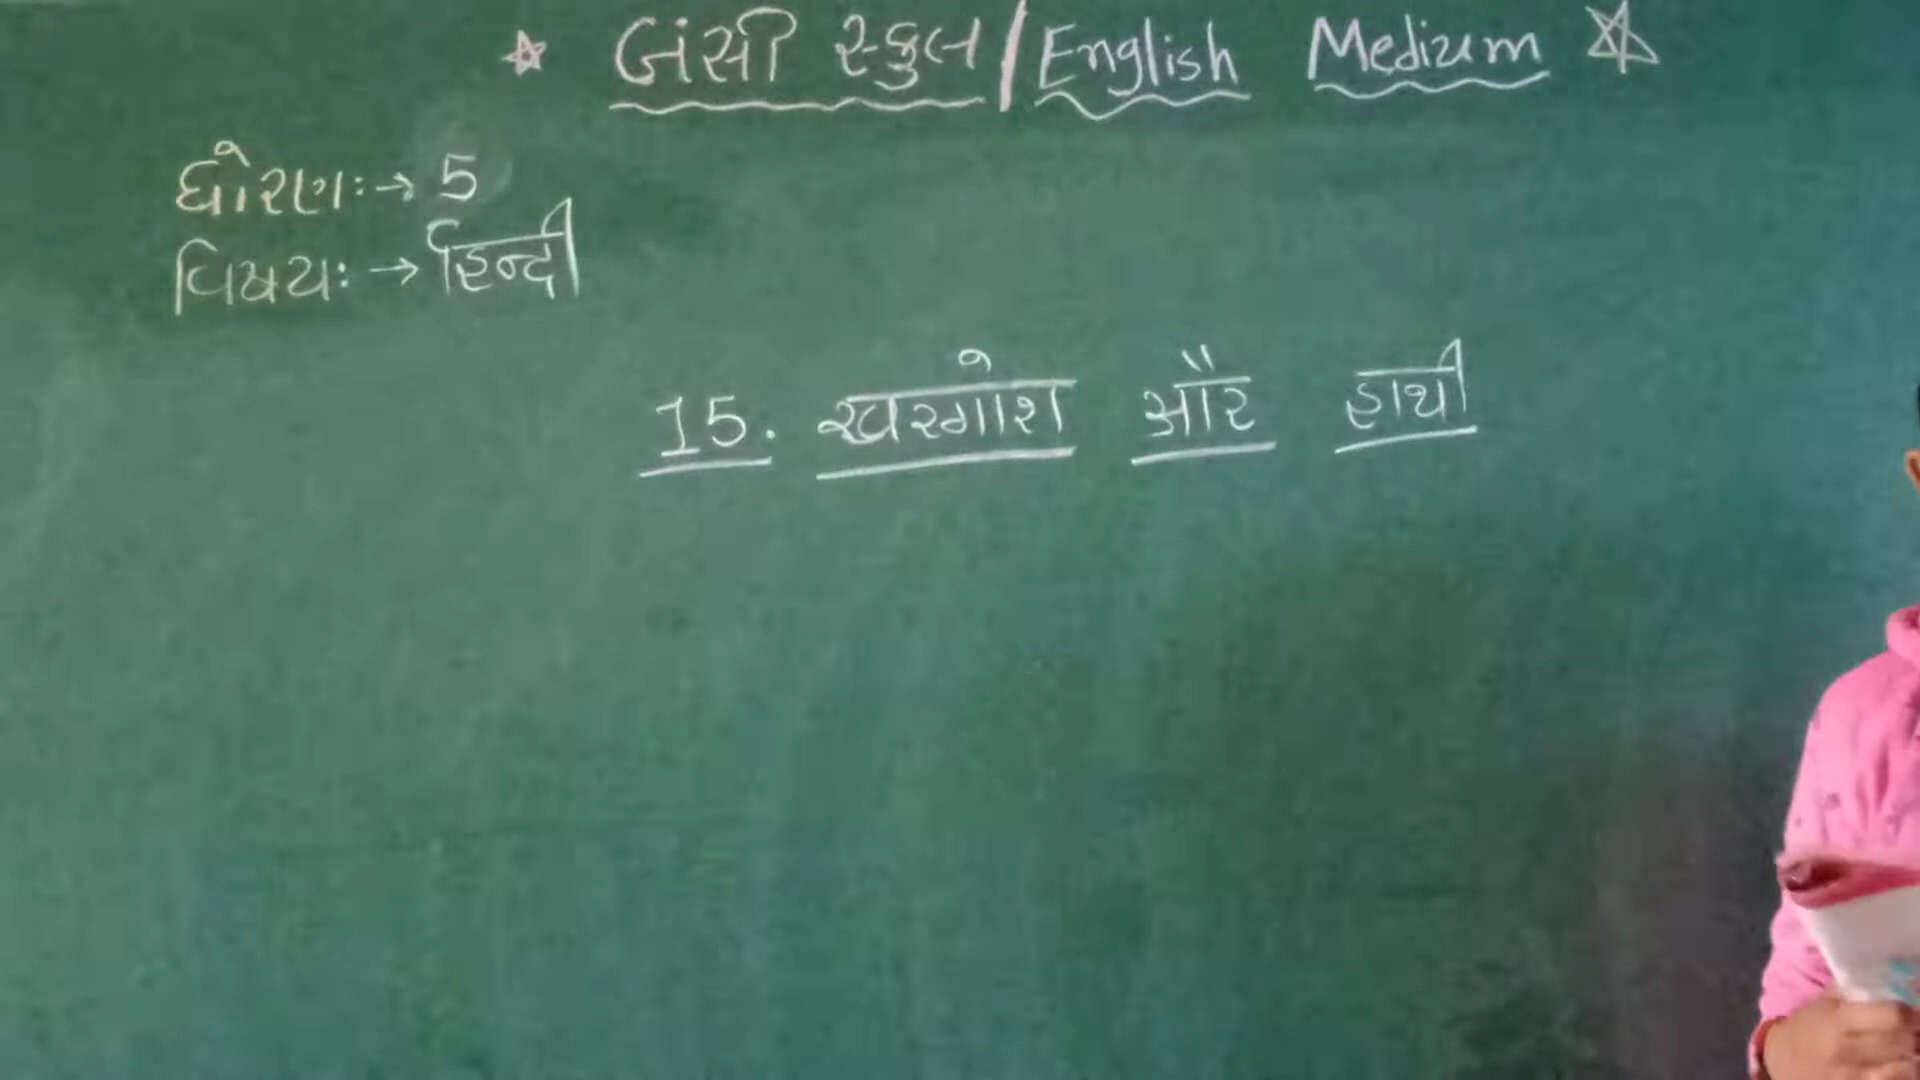 ☆ બંસી સ્કુલ / English Medium ☆
ધોરણ:→ 5
વિષય:→ हिन्दी
15. खरगोश और हाथी